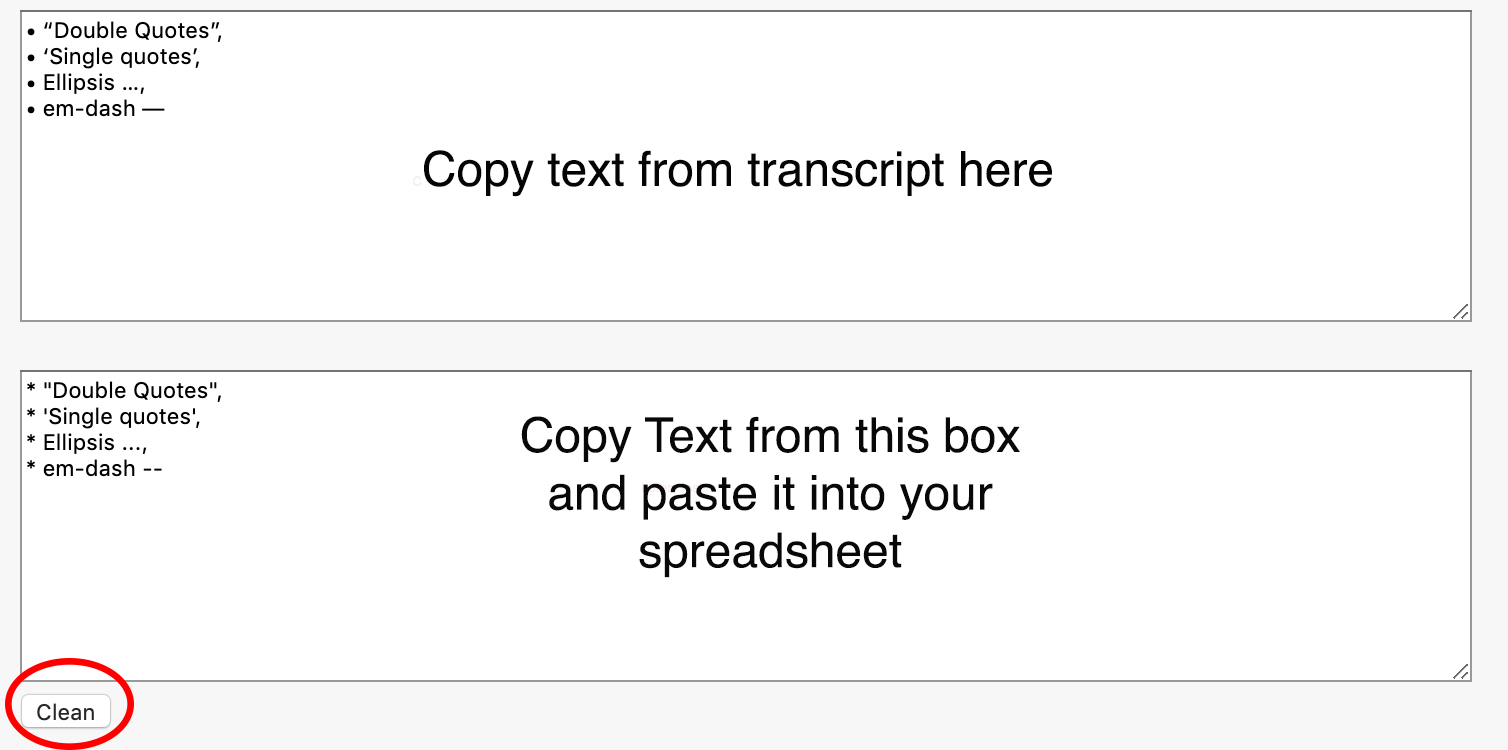 • “Double Quotes”,
• ‘Single quotes’,
• Ellipsis …,
• em-dash —
Copy text from transcript here
* "Double Quotes",
* 'Single quotes',
* Ellipsis ...,
* em-dash --
Copy Text from this box
and paste it into your
spreadsheet
Clean